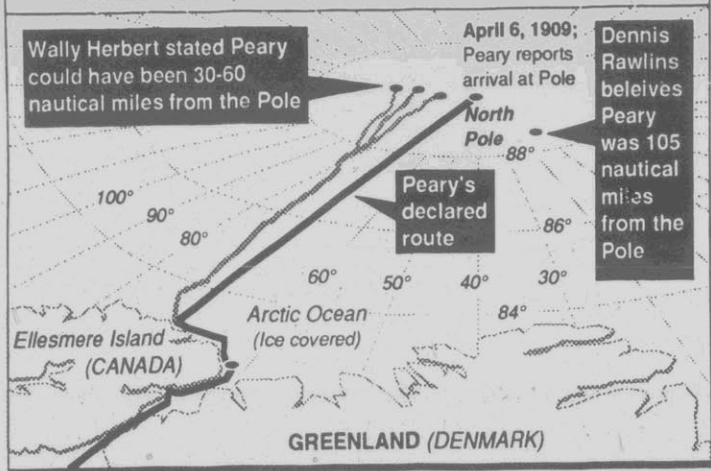 Wally Herbert stated Peary
could have been 30-60
nautical miles from the Pole
April 6, 1909;
Peary reports
arrival at Pole
Dennis
Rawlins
beleives
Peary
was 105
nautical
miles
from the
Pole
North
Pole
88°
Peary's
declared
route
100°
90°
80°
86°
60°
50°
40°
30°
84°
Arctic Ocean
(Ice covered)
Ellesmere Island
(CANADA)
GREENLAND (DENMARK)